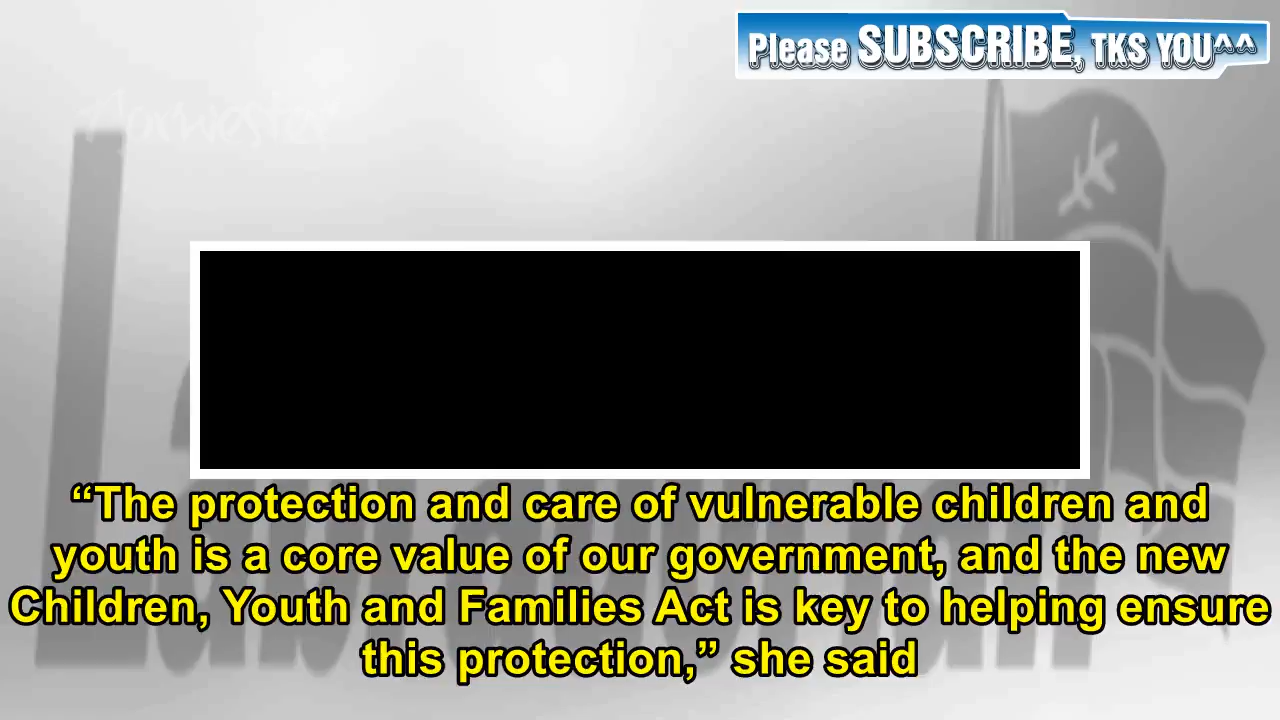 Please SUBSCRIBE, TKS YOU^^
“The protection and care of vulnerable children and
youth is a core value of our government, and the new
Children, Youth and Families Act is key to helping ensure
this protection,” she said